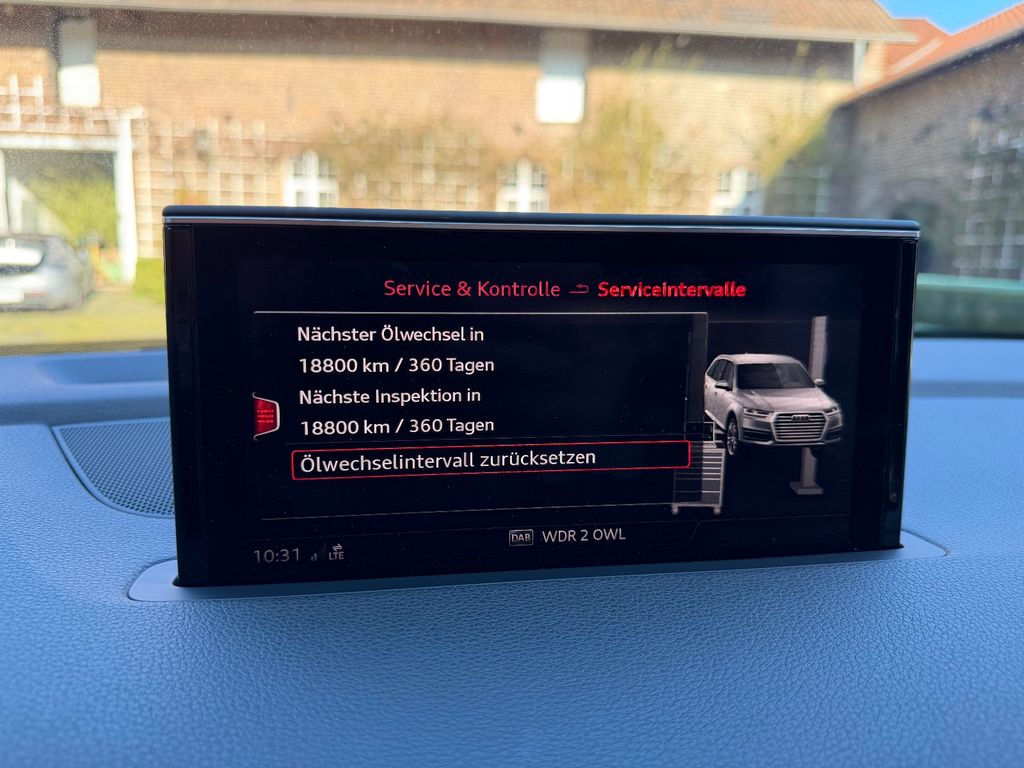 Service & Kontrolle Serviceintervalle
Nächster Ölwechsel in
18800 km / 360 Tagen
Nächste Inspektion in
18800 km / 360 Tagen
Ölwechselintervall zurücksetzen
DAB WDR 2 OWL
10:31 LTE